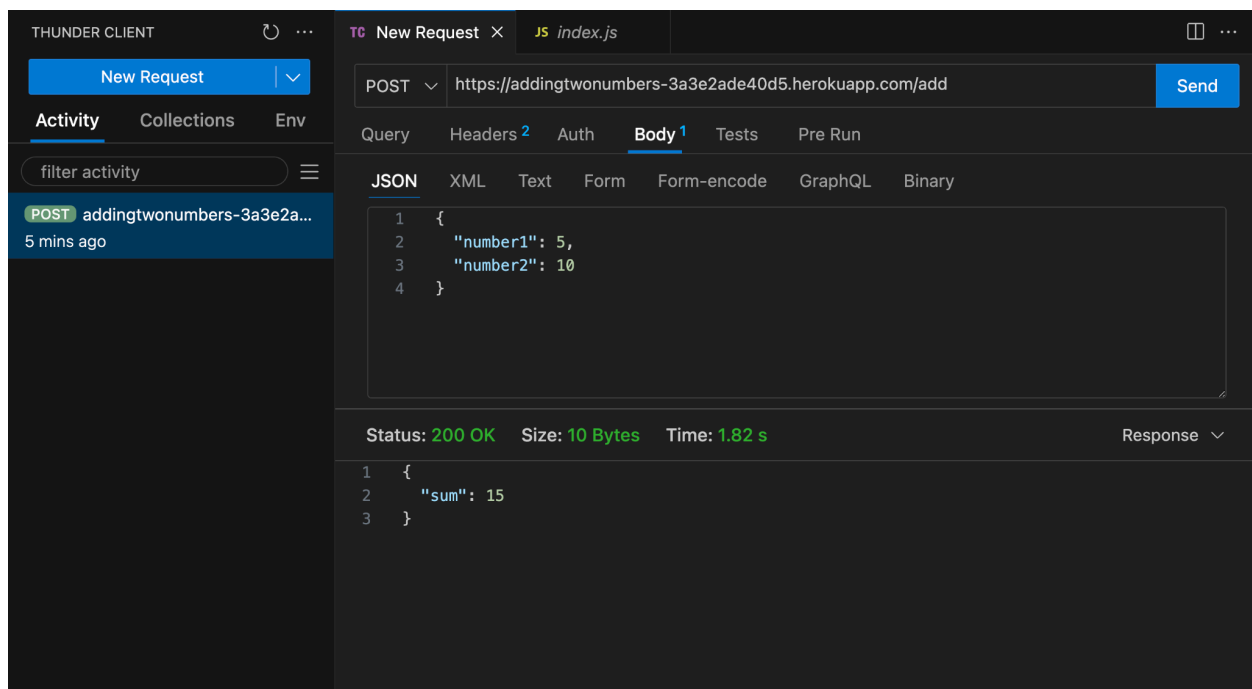 THUNDER CLIENT
New Request
Activity Collections Env
filter activity
POST addingtwonumbers-3a3e2a...
5 mins ago
TC New Request JS index.js
POST https://addingtwonumbers-3a3e2ade40d5.herokuapp.com/add Send
Query Headers 2 Auth Body 1 Tests Pre Run
JSON XML Text Form Form-encode GraphQL Binary
1 {
2 "number1": 5,
3 "number2": 10
4 }
Status: 200 OK Size: 10 Bytes Time: 1.82 s Response
1 {
2 "sum": 15
3 }